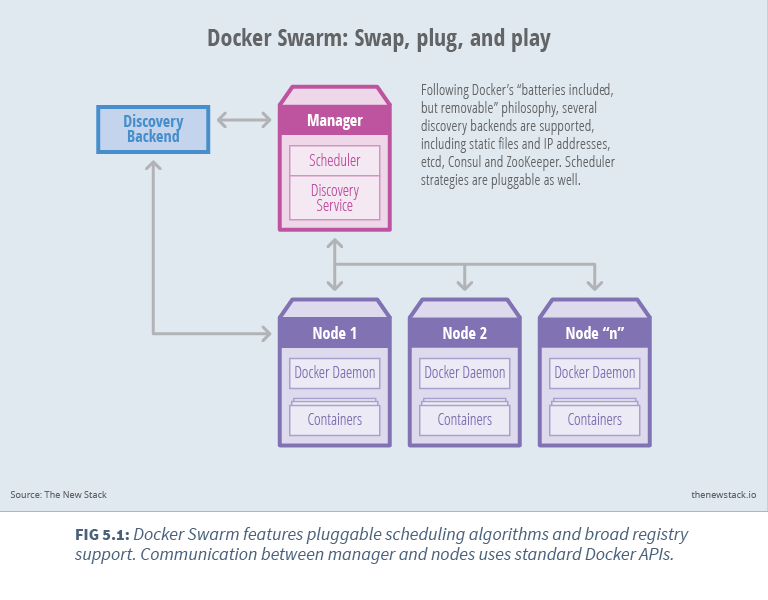 Docker Swarm: Swap, plug, and play
Discovery
Backend
Manager
Scheduler
Discovery
Service
Following Docker’s “batteries included,
but removable” philosophy, several
discovery backends are supported,
including static files and IP addresses,
etcd, Consul and ZooKeeper. Scheduler
strategies are pluggable as well.
Node 1
Docker Daemon
Containers
Node 2
Docker Daemon
Containers
Node “n”
Docker Daemon
Containers
Source: The New Stack
thenewstack.io
FIG 5.1: Docker Swarm features pluggable scheduling algorithms and broad registry
support. Communication between manager and nodes uses standard Docker APIs.